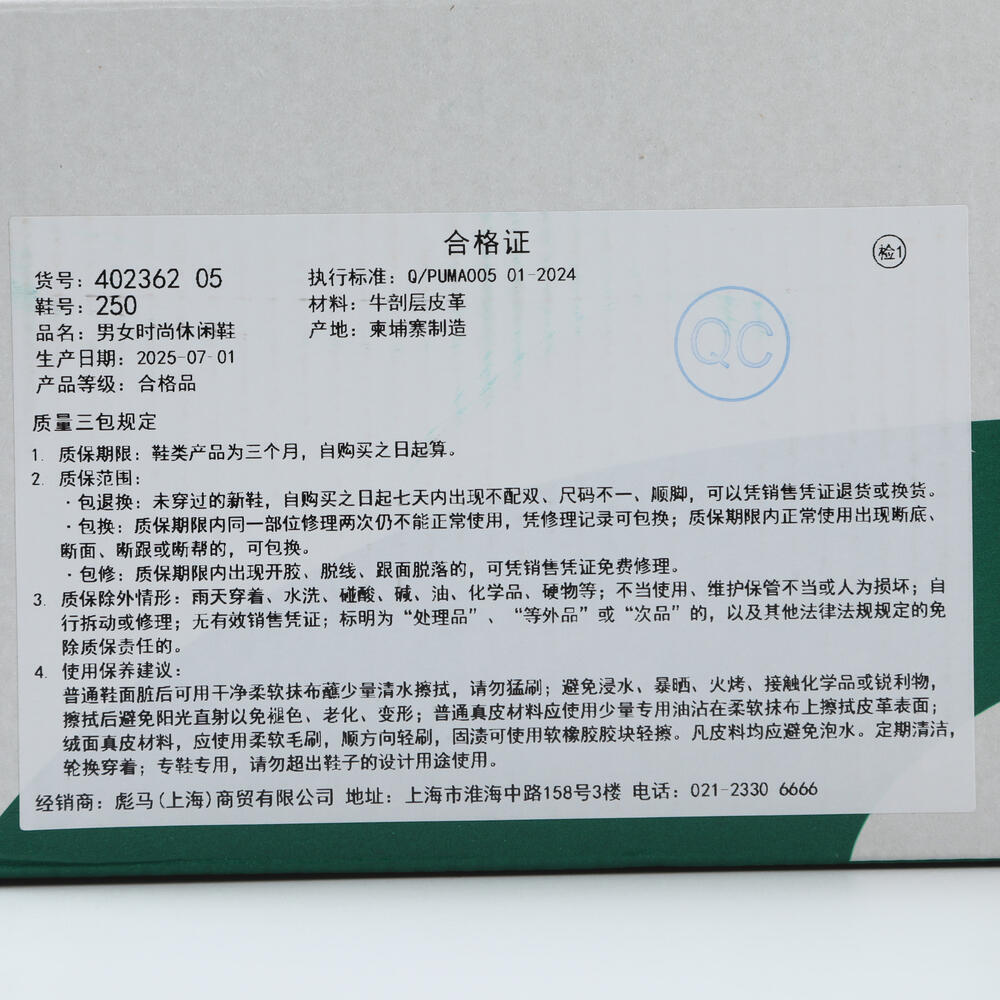 合格证
检1
货号: 402362 05
执行标准: Q/PUMA005 01-2024
鞋号: 250
材料: 牛剖层皮革
品名: 男女时尚休闲鞋
产地: 柬埔寨制造
生产日期: 2025-07-01
产品等级: 合格品
QC
质量三包规定
1. 质保期限: 鞋类产品为三个月，自购买之日起算。
2. 质保范围:
·包退换: 未穿过的新鞋，自购买之日起七天内出现不配双、尺码不一、顺脚，可以凭销售凭证退货或换货。
·包换: 质保期限内同一部位修理两次仍不能正常使用，凭修理记录可包换; 质保期限内正常使用出现断底、
断面、断跟或断帮的，可包换。
·包修: 质保期限内出现开胶、脱线、跟面脱落的，可凭销售凭证免费修理。
3. 质保除外情形: 雨天穿着、水洗、碰酸、碱、油、化学品、硬物等; 不当使用、维护保管不当或人为损坏; 自
行拆动或修理; 无有效销售凭证; 标明为“处理品”、“等外品”或“次品”的，以及其他法律法规规定的免
除质保责任的。
4. 使用保养建议:
普通鞋面脏后可用干净柔软抹布蘸少量清水擦拭，请勿猛刷; 避免浸水、暴晒、火烤、接触化学品或锐利物，
擦拭后避免阳光直射以免褪色、老化、变形; 普通真皮材料应使用少量专用油沾在柔软抹布上擦拭皮革表面;
绒面真皮材料，应使用柔软毛刷，顺方向轻刷，固渍可使用软橡胶胶块轻擦。凡皮料均应避免泡水。定期清洁，
轮换穿着; 专鞋专用，请勿超出鞋子的设计用途使用。
经销商: 彪马(上海)商贸有限公司 地址: 上海市淮海中路158号3楼 电话: 021-2330 6666